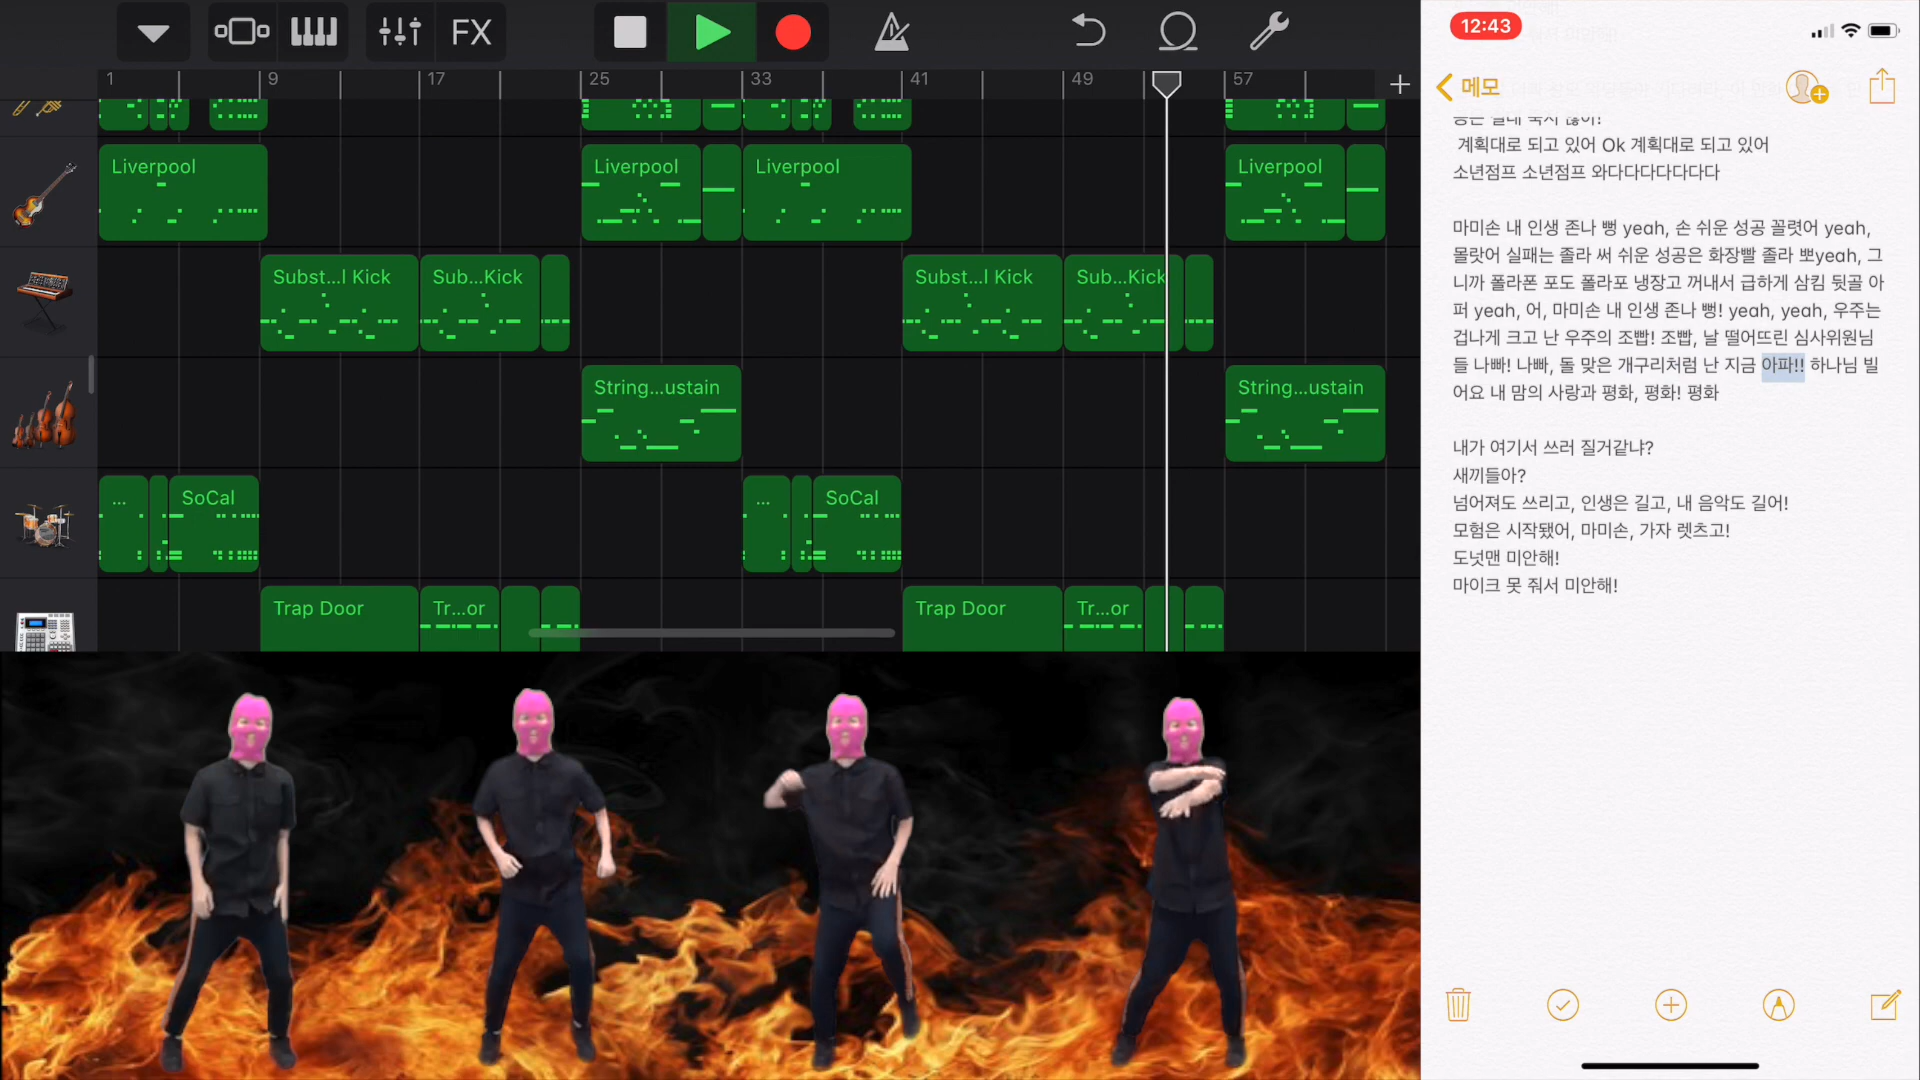 FX
1 9 17 25 33 41 49 57
Liverpool Liverpool Liverpool Liverpool
Subst...l Kick Sub...Kick Subst...l Kick Sub...Kick
String...ustain String...ustain
... SoCal ... SoCal
Trap Door Tr...or Trap Door Tr...or
12:43
메모
계획대로 되고 있어 Ok 계획대로 되고 있어
소년점프 소년점프 와다다다다다다다
마미손 내 인생 존나 뻥 yeah, 손 쉬운 성공 꼴렷어 yeah,
몰랏어 실패는 졸라 써 쉬운 성공은 화장빨 졸라 뽀yeah, 그
니까 폴라폰 포도 폴라포 냉장고 꺼내서 급하게 삼킴 뒷골 아
퍼 yeah, 어, 마미손 내 인생 존나 뻥! yeah, yeah, 우주는
겁나게 크고 난 우주의 조빱! 조빱, 날 떨어뜨린 심사위원님
들 나빠! 나빠, 돌 맞은 개구리처럼 난 지금 아파!! 하나님 빌
어요 내 맘의 사랑과 평화, 평화! 평화
내가 여기서 쓰러 질거같냐?
새끼들아?
넘어져도 쓰리고, 인생은 길고, 내 음악도 길어!
모험은 시작됐어, 마미손, 가자 렛츠고!
도넛맨 미안해!
마이크 못 줘서 미안해!